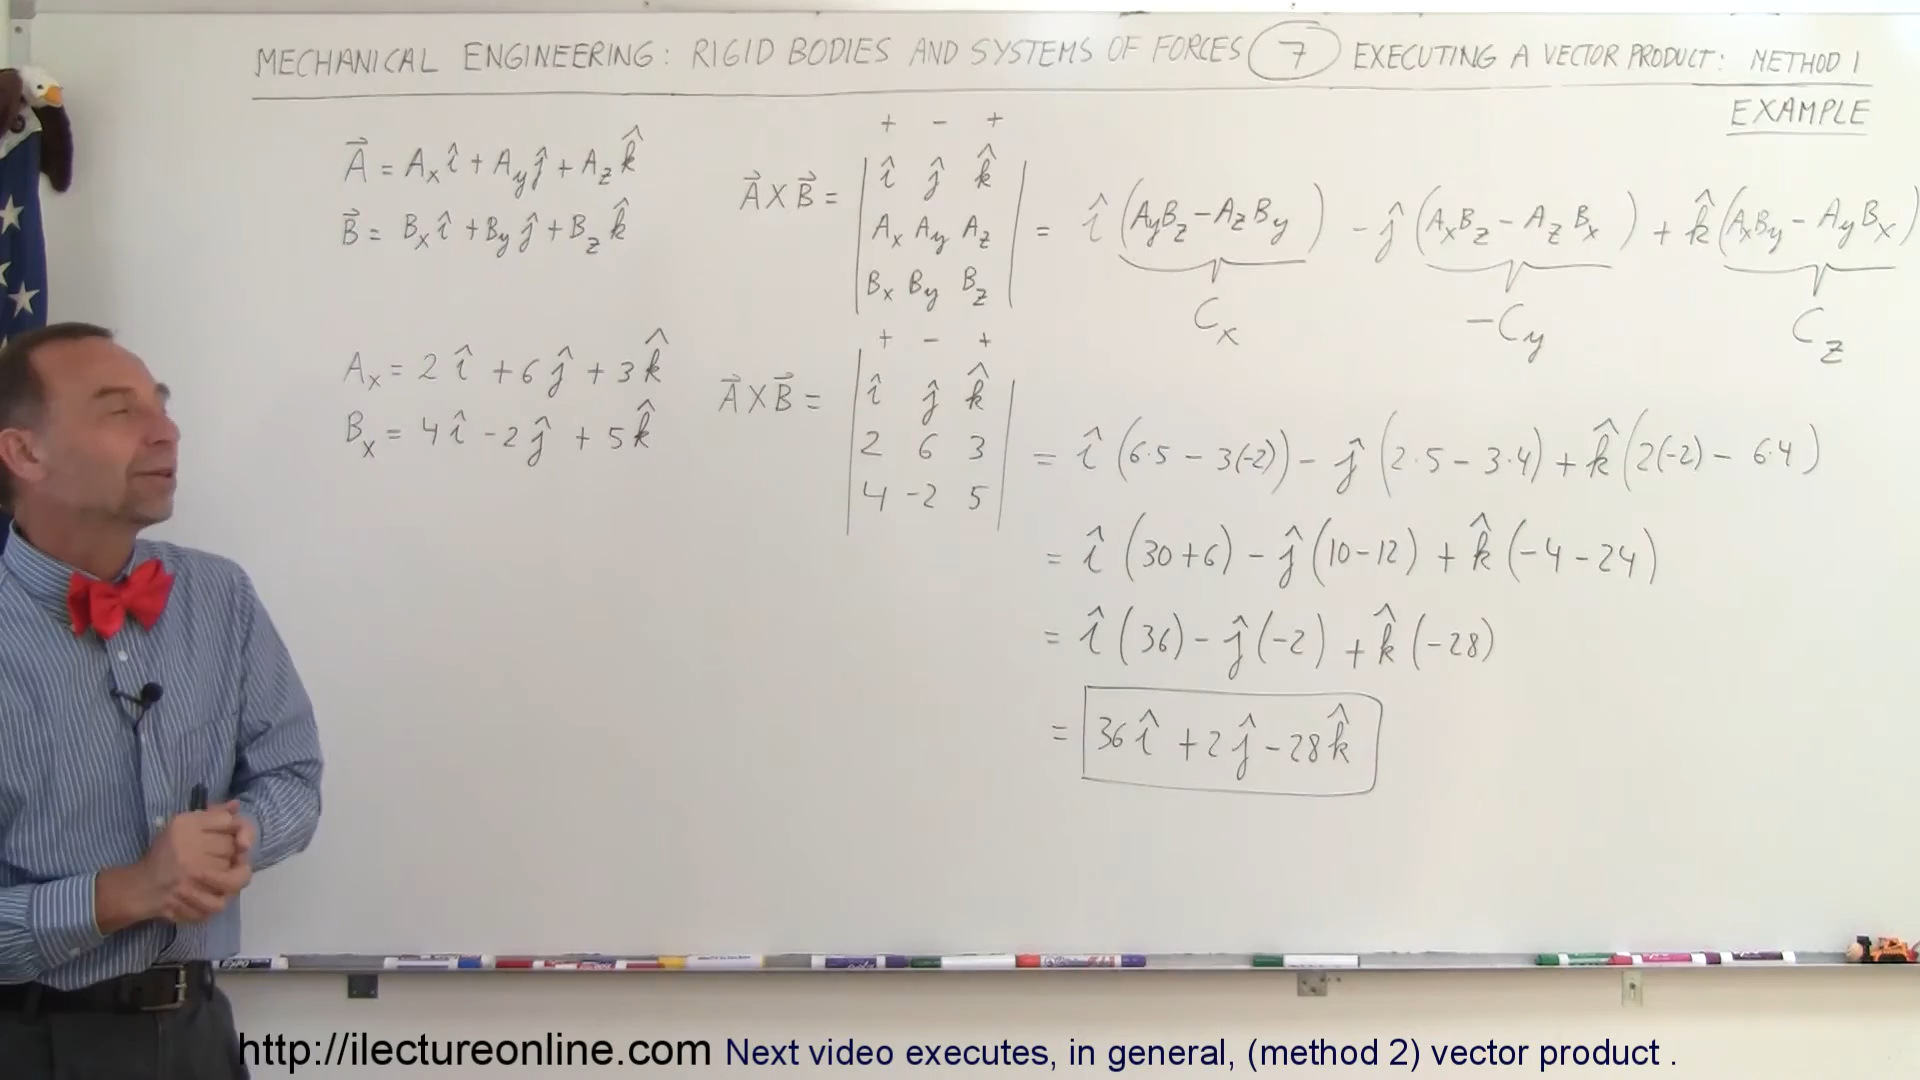 MECHANICAL ENGINEERING: RIGID BODIES AND SYSTEMS OF FORCES 7 EXECUTING A VECTOR PRODUCT: METHOD 1
EXAMPLE
A⃗ = Axî + Ayĵ + Azk̂
B⃗ = Bxî + Byĵ + Bzk̂
+ - +
A⃗ X B⃗ = | î ĵ k̂ |
| Ax Ay Az | = î (AyBz - AzBy) - ĵ (AxBz - AzBx) + k̂ (AxBy - AyBx)
| Bx By Bz |
Cx -Cy Cz
Ax = 2î + 6ĵ + 3k̂
Bx = 4î - 2ĵ + 5k̂
+ - +
A⃗ X B⃗ = | î ĵ k̂ |
| 2 6 3 | = î (6·5 - 3(-2)) - ĵ (2·5 - 3·4) + k̂ (2(-2) - 6·4)
| 4 -2 5 |
= î (30+6) - ĵ (10-12) + k̂ (-4-24)
= î (36) - ĵ (-2) + k̂ (-28)
= 36î + 2ĵ - 28k̂
EXPO
http://ilectureonline.com Next video executes, in general, (method 2) vector product .